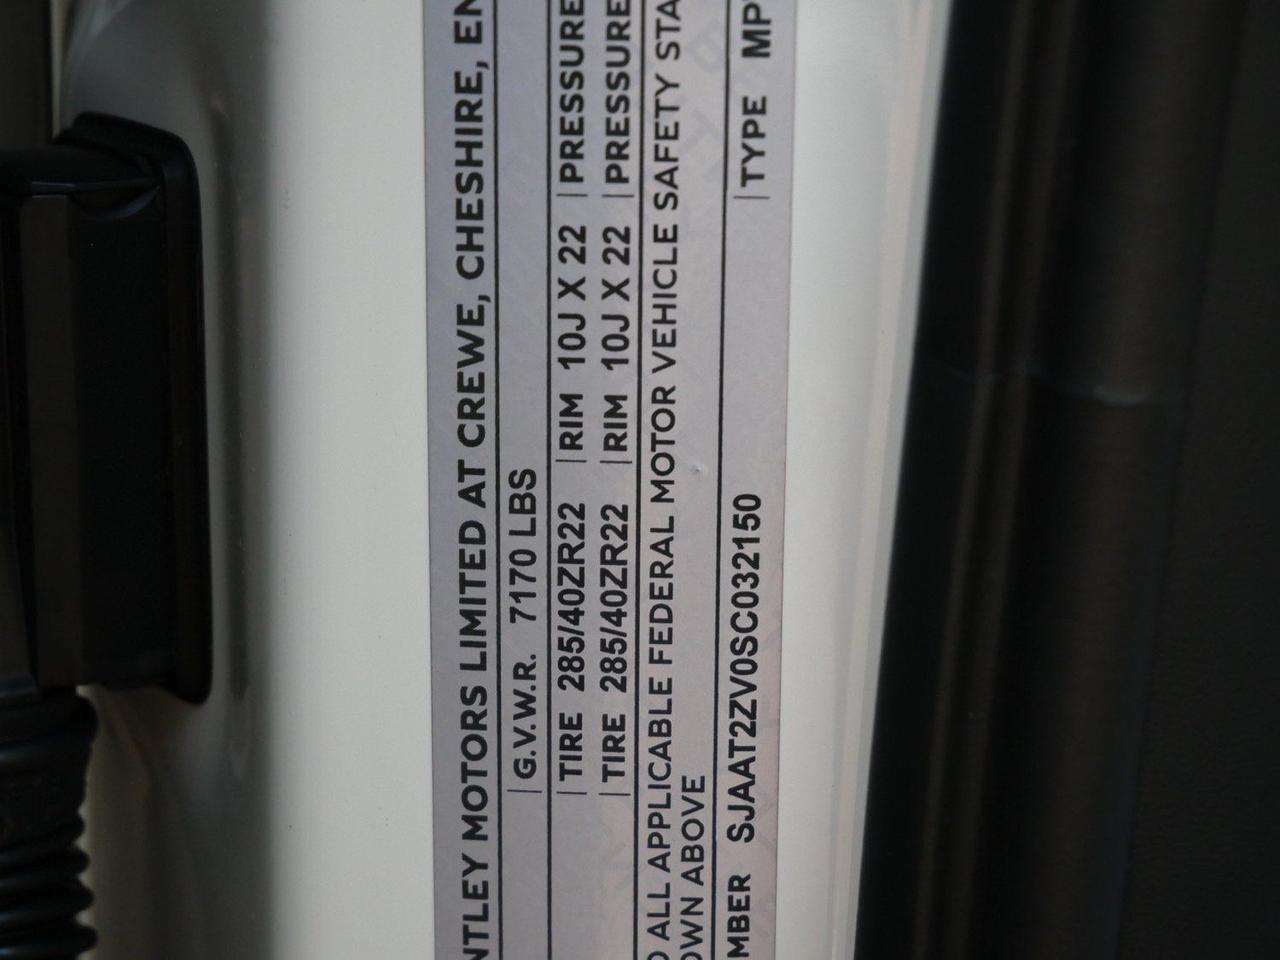 NTLEY MOTORS LIMITED AT CREWE, CHESHIRE, EN
G.V.W.R. 7170 LBS
TIRE 285/40ZR22 RIM 10J X 22 PRESSURE
TIRE 285/40ZR22 RIM 10J X 22 PRESSURE
O ALL APPLICABLE FEDERAL MOTOR VEHICLE SAFETY STA
OWN ABOVE
MBER SJAAT2ZV0SC032150 TYPE MP